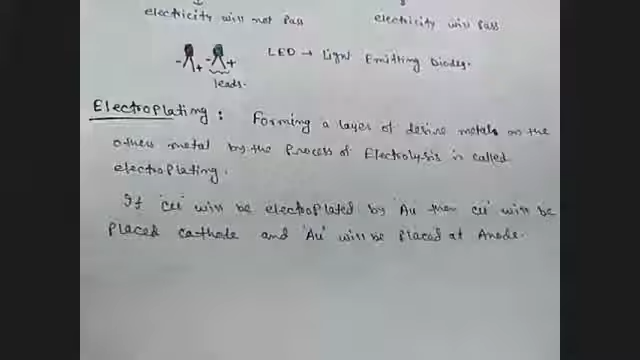 electricity will not pass
electricity will pass
- + - + LED → Light Emitting Diodes.
leads.
Electroplating : Forming a layer of desire metals on the
others metal by the process of Electrolysis is called
electroplating.
If 'cu' will be electroplated by 'Au' then 'cu' will be
placed cathode and 'Au' will be placed at Anode.